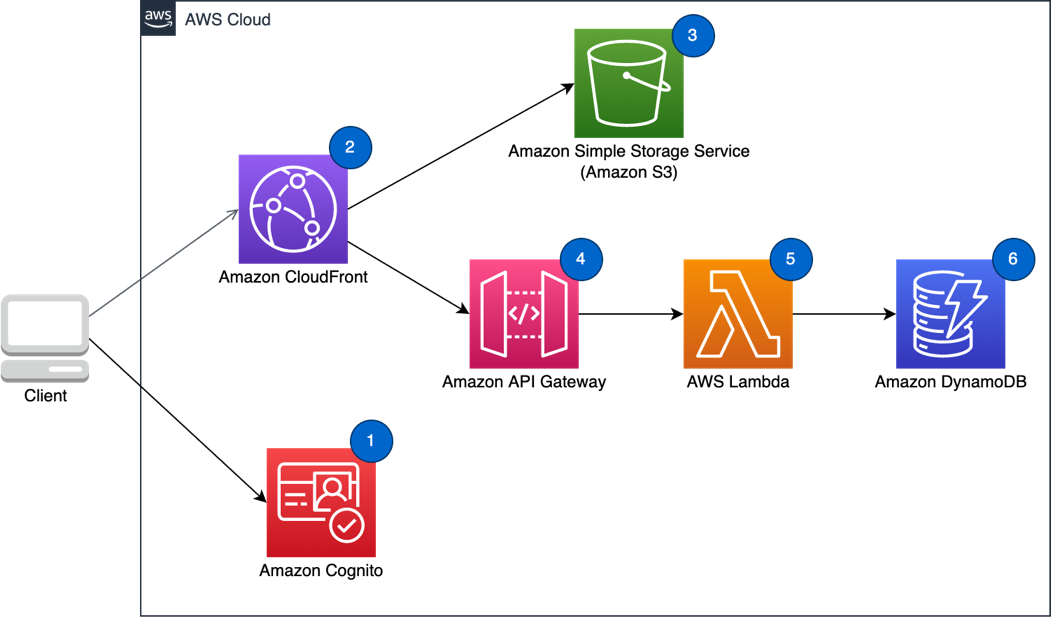 aws
AWS Cloud
3
Amazon Simple Storage Service
(Amazon S3)
2
Amazon CloudFront
4
</>
Amazon API Gateway
5
AWS Lambda
6
Amazon DynamoDB
Client
1
Amazon Cognito